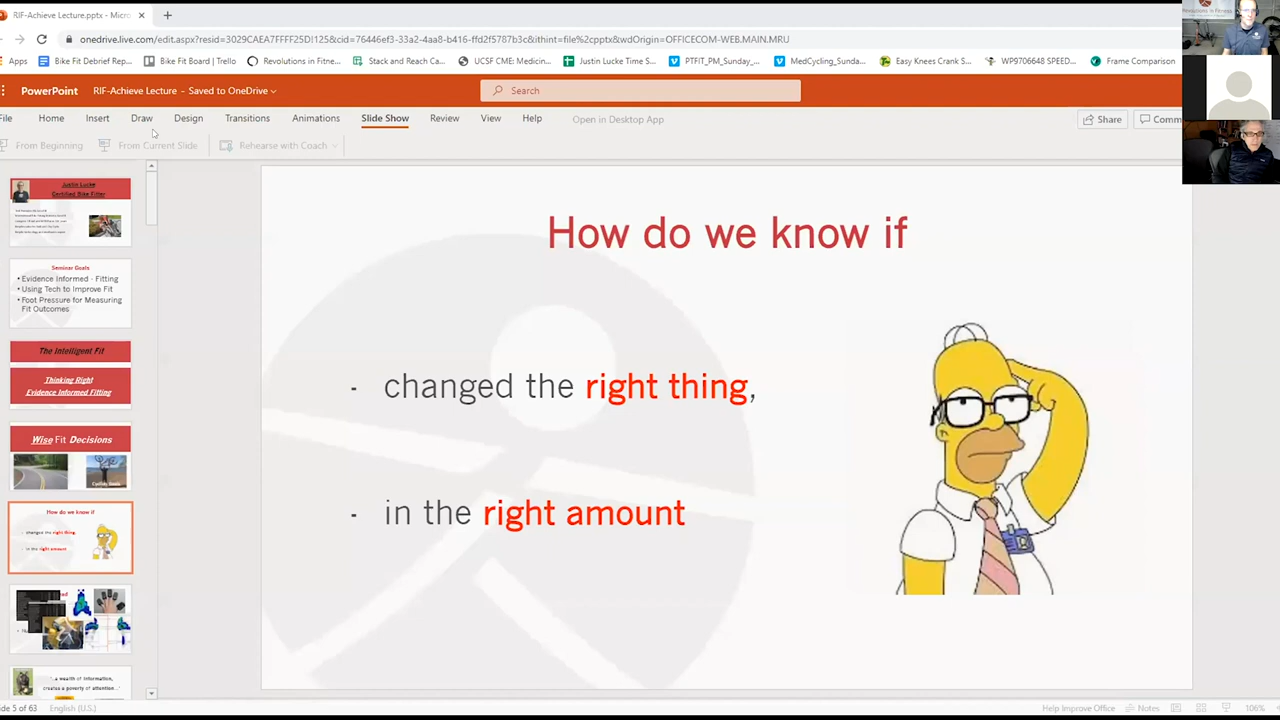 RIF-Achieve Lecture.pptx - Micro
onedrive.live.com/edit.aspx?resid=3029CAEA7FFFF25D!125&cid=76446ef3-33a2-4aa8-b416-
file%2cpptx&wdOrigin=OFFICECOM-WEB.MAIN.MRU
Apps Bike Fit Debrief Rep... Bike Fit Board | Trello Revolutions in Fitne... Stack and Reach Ca... UCSF CME: Medicin... Justin Lucke Time S... PTFIT_PM_Sunday_... MedCycling_Sunda... Easy Knees Crank S... WP9706648 SPEED... Frame Comparison
PowerPoint RIF-Achieve Lecture - Saved to OneDrive Search
File Home Insert Draw Design Transitions Animations Slide Show Review View Help Open in Desktop App Share Comm
From Beginning From Current Slide Rehearse with Coach
Justin Lucke
Certified Bike Fitter
Seminar Goals
• Evidence Informed - Fitting
• Using Tech to Improve Fit
• Foot Pressure for Measuring
Fit Outcomes
The Intelligent Fit
Thinking Right
Evidence Informed Fitting
Wise Fit Decisions
How do we know if
changed the right thing,
in the right amount
"a wealth of information,
creates a poverty of attention..."
How do we know if
- changed the right thing,
- in the right amount
Revolutions in Fitness
lide 5 of 63 English (U.S.) Help Improve Office Notes 106%